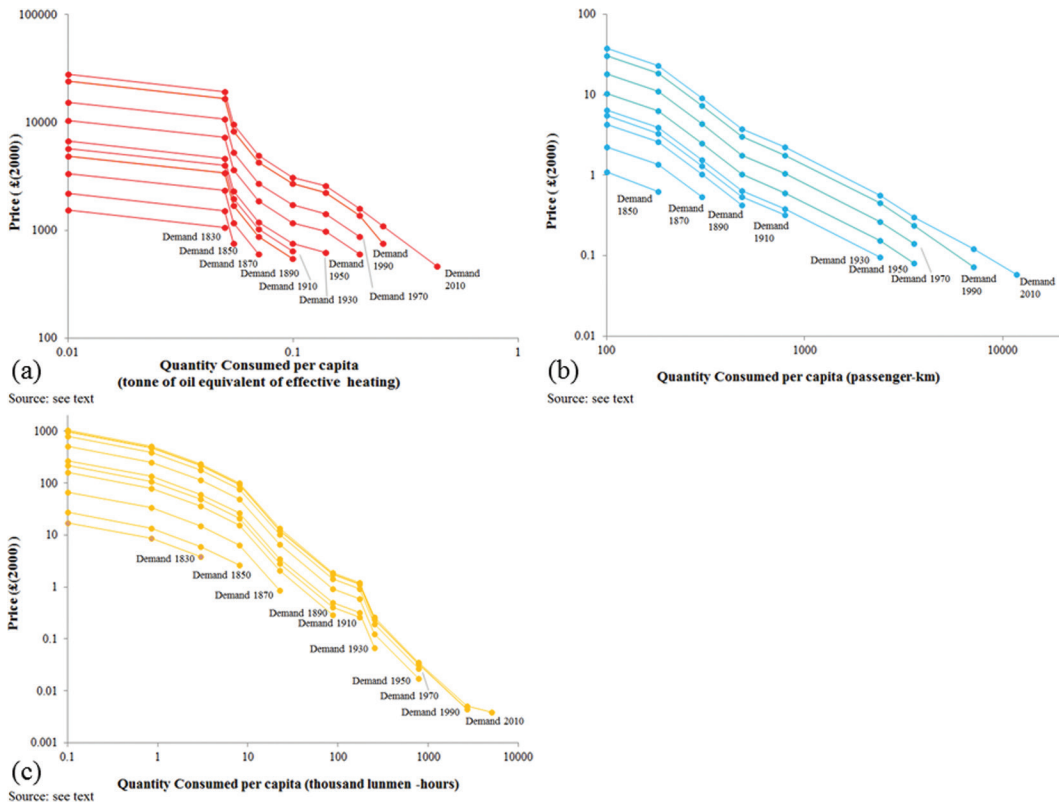 100000
10000
1000
100
0.01
0.1
1
Price ( £(2000) )
Demand 1830
Demand 1850
Demand 1870
Demand 1890
Demand 1910
Demand 1930
Demand
1950
Demand 1970
Demand
1990
Demand
2010
(a)
Quantity Consumed per capita
(tonne of oil equivalent of effective heating)
Source: see text
100
10
1
0.1
0.01
100
1000
10000
Price ( £(2000))
Demand
1850
Demand
1870
Demand
1890
Demand
1910
Demand 1930
Demand 1950
Demand 1970
Demand
1990
Demand
2010
(b)
Quantity Consumed per capita (passenger-km)
Source: see text
1000
100
10
1
0.1
0.01
0.001
0.1
1
10
100
1000
10000
Price (£(2000))
Demand 1830
Demand 1850
Demand 1870
Demand 1890
Demand 1910
Demand 1930
Demand 1950
Demand 1970
Demand 1990
Demand 2010
(c)
Quantity Consumed per capita (thousand lunmen -hours)
Source: see text